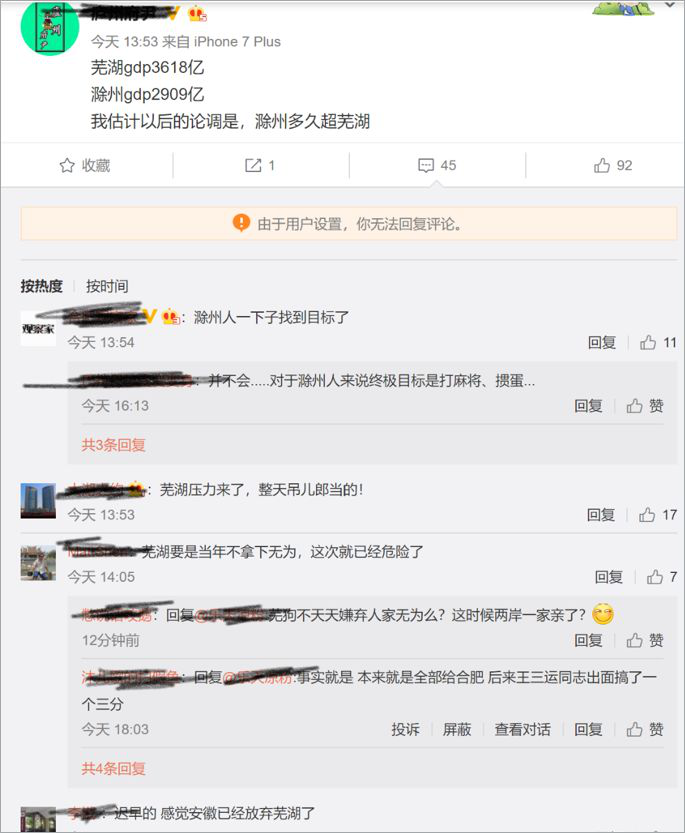 今天 13:53 来自 iPhone 7 Plus
芜湖gdp3618亿
滁州gdp2909亿
我估计以后的论调是，滁州多久超芜湖
收藏
1
45
92
由于用户设置，你无法回复评论。
按热度 按时间
观察家
：滁州人一下子找到目标了
今天 13:54 回复 11
：并不会.....对于滁州人来说终极目标是打麻将、掼蛋...
今天 16:13 回复 赞
共3条回复
：芜湖压力来了，整天吊儿郎当的！
今天 13:53 回复 17
芜湖要是当年不拿下无为，这次就已经危险了
今天 14:05 回复 7
：回复@ :芜狗不天天嫌弃人家无为么？这时候两岸一家亲了？
12分钟前 回复 赞
：回复@ :事实就是 本来就是全部给合肥 后来王三运同志出面搞了一
个三分
今天 18:03 投诉 屏蔽 查看对话 回复 赞
共4条回复
：迟早的 感觉安徽已经放弃芜湖了